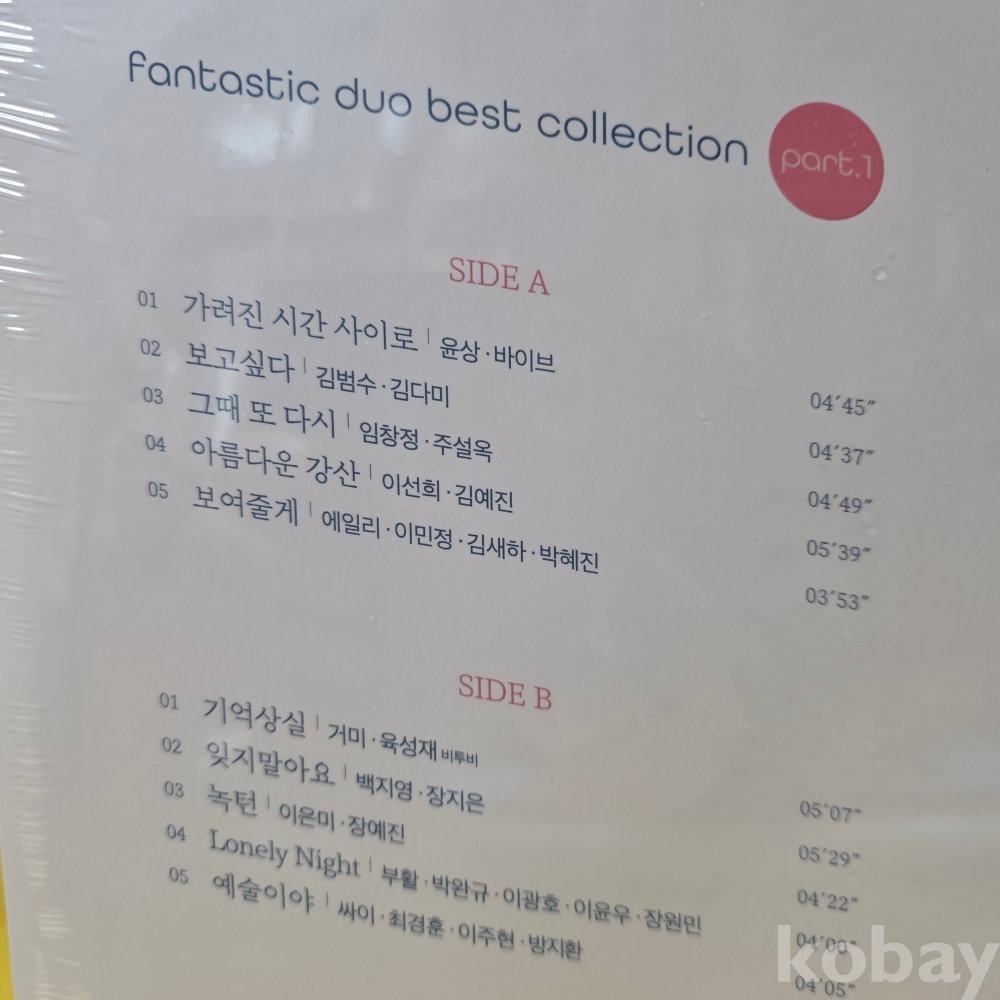 fantastic duo best collection part.1
SIDE A
01 가려진 시간 사이로 | 윤상·바이브 04′45″
02 보고싶다 | 김범수·김다미 04′37″
03 그때 또 다시 | 임창정·주설옥 04′49″
04 아름다운 강산 | 이선희·김예진 05′39″
05 보여줄게 | 에일리·이민정·김새하·박혜진 03′53″
SIDE B
01 기억상실 | 거미·육성재 비투비 05′07″
02 잊지말아요 | 백지영·장지은 05′29″
03 녹턴 | 이은미·장예진 04′22″
04 Lonely Night | 부활·박완규·이광호·이윤우·장원민 04′00″
05 예술이야 | 싸이·최경훈·이주현·방지환 04′05″
kobay